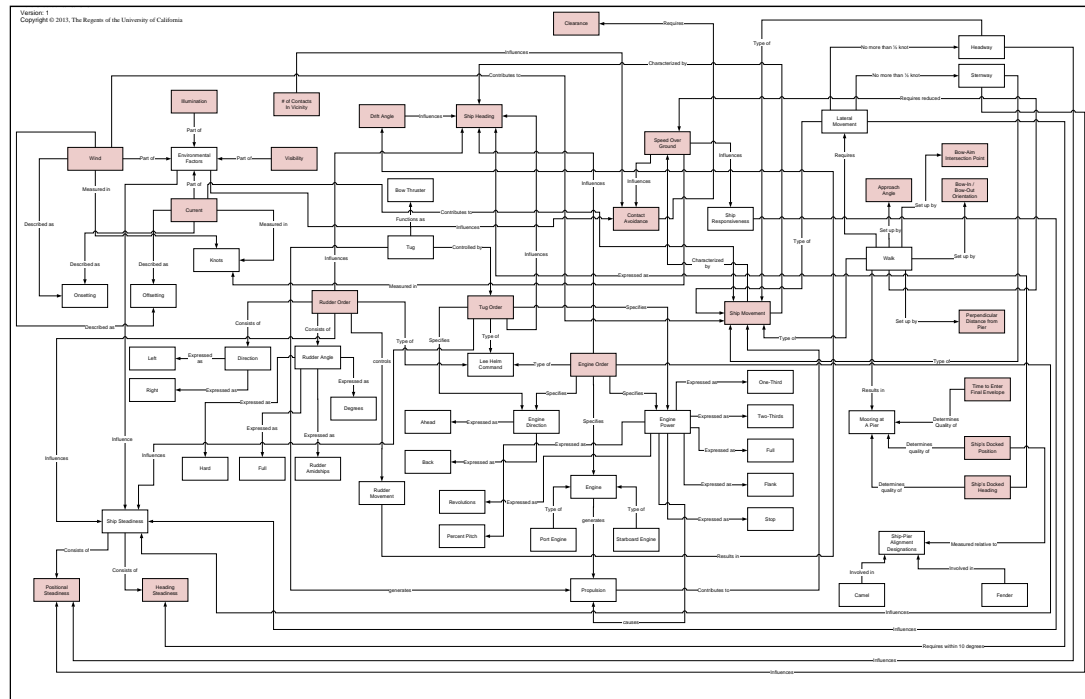 Version: 1
Copyright © 2013, The Regents of the University of California
Clearance
Requires
Type of
No more than ½ knot
Headway
Influences
Characterized by
Sternway
No more than ½ knot
Contributes to
Illumination
# of Contacts
In Vicinity
Drift Angle
Influences
Ship Heading
Requires reduced
Lateral
Movement
Part of
Speed Over
Ground
Wind
Part of
Environmental
Factors
Part of
Visibility
Influences
Requires
Bow-Aim
Intersection Point
Measured in
Part of
Bow Thruster
Influences
Influences
Approach
Angle
Bow-In /
Bow-Out
Orientation
Current
Functions as
Contributes to
Influences
Contact
Avoidance
Ship
Responsiveness
Set up by
Described as
Measured in
Set up by
Tug
Controlled by
Type of
Walk
Set up by
Knots
Described as
Described as
Influences
Influences
Characterized
by
Expressed as
Onsetting
Offsetting
Measured in
Rudder Order
Tug Order
Specifies
Ship Movement
Set up by
Perpendicular
Distance from
Pier
Described as
Consists of
Consists of
Specifies
Type of
Type of
Type of
controls
Left
Expressed
as
Direction
Rudder Angle
Lee Helm
Command
Type of
Engine Order
Type of
Right
Expressed as
Expressed as
Degrees
Specifies
Specifies
Expressed as
One-Third
Results in
Time to Enter
Final Envelope
Ahead
Expressed as
Engine
Direction
Specifies
Engine
Power
Expressed as
Two-Thirds
Mooring at
A Pier
Determines
Quality of
Expressed as
Expressed as
Influence
Influences
Influences
Hard
Full
Rudder
Amidships
Back
Expressed as
Expressed as
Expressed as
Full
Determines
quality of
Ship's Docked
Position
Rudder
Movement
Revolutions
Expressed as
Engine
Expressed as
Flank
Determines
quality of
Ship's Docked
Heading
Ship Steadiness
Percent Pitch
Type of
generates
Type of
Expressed as
Stop
Port Engine
Starboard Engine
Ship-Pier
Alignment
Designations
Measured relative to
Consists of
Consists of
Results in
Involved in
Involved in
Positional
Steadiness
Heading
Steadiness
generates
Propulsion
Contributes to
Camel
Fender
Influences
causes
Influences
Requires within 10 degrees
Influences
Influences